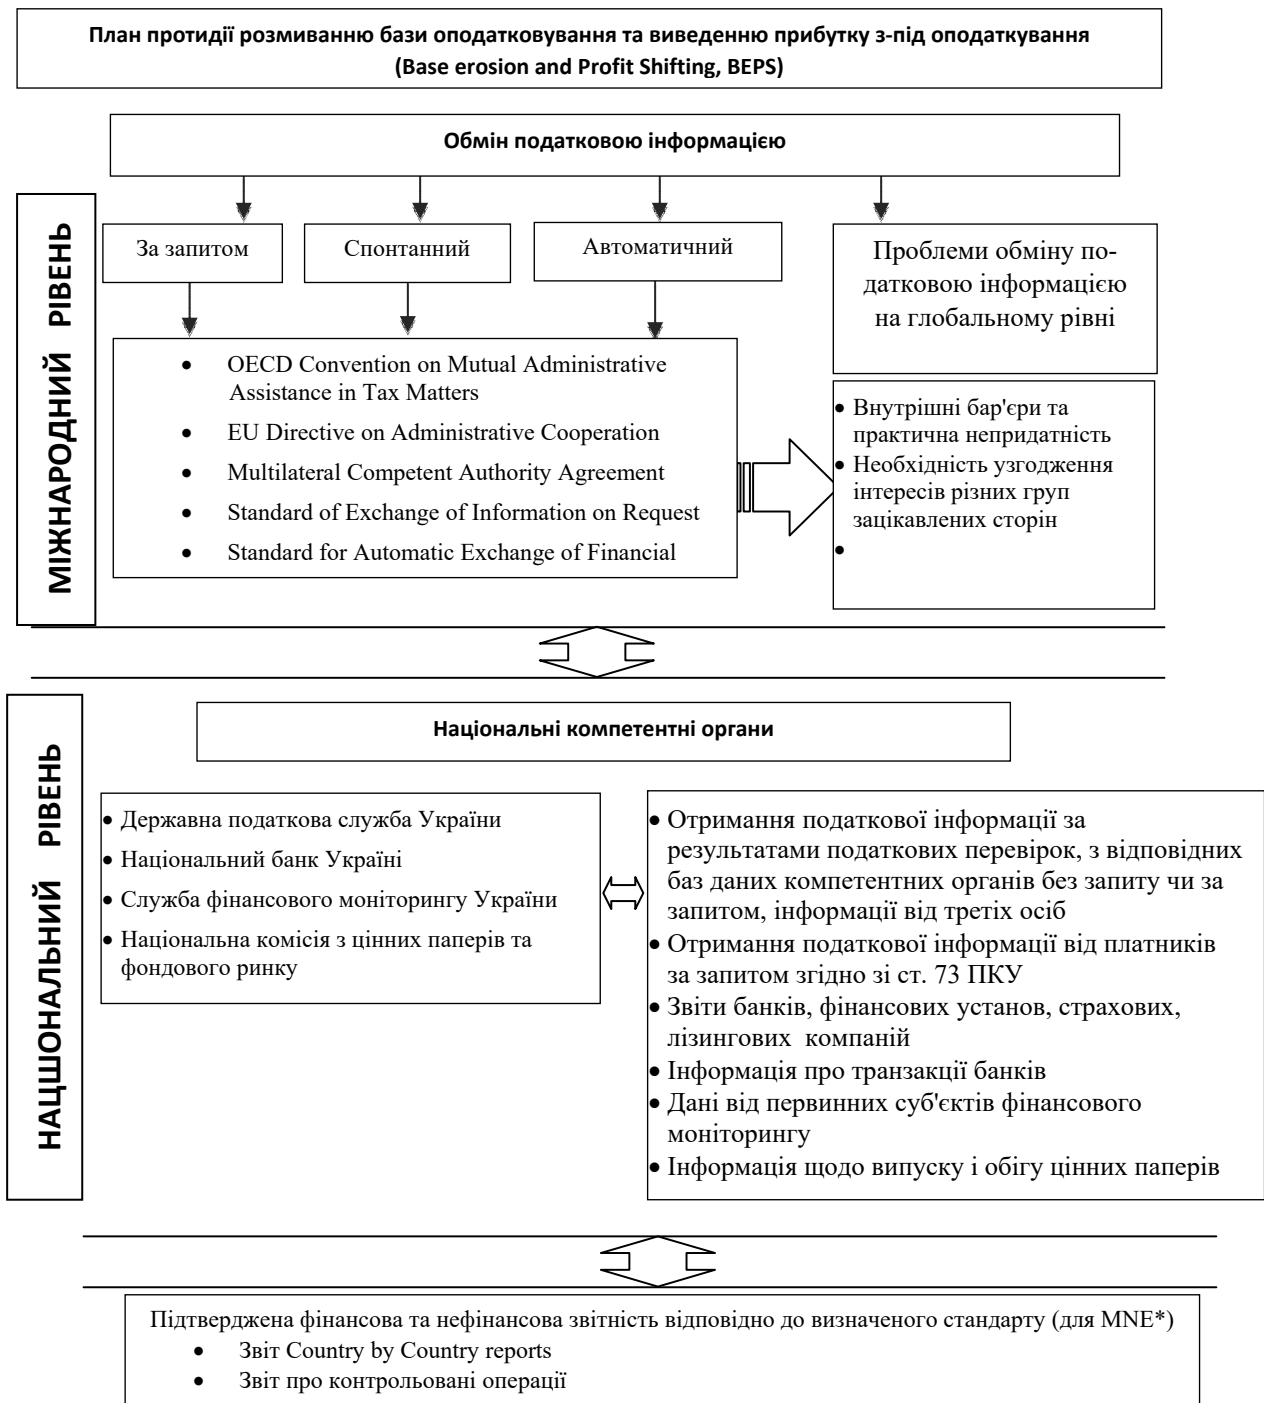 План протидії розмиванню бази оподатковування та виведенню прибутку з-під оподаткування
(Base erosion and Profit Shifting, BEPS)
Обмін податковою інформацією
МІЖНАРОДНИЙ РІВЕНЬ
За запитом
Спонтанний
Автоматичний
Проблеми обміну по-
датковою інформацією
на глобальному рівні
• OECD Convention on Mutual Administrative
Assistance in Tax Matters
• EU Directive on Administrative Cooperation
• Multilateral Competent Authority Agreement
• Standard of Exchange of Information on Request
• Standard for Automatic Exchange of Financial
• Внутрішні бар'єри та
практична непридатність
• Необхідність узгодження
інтересів різних груп
зацікавлених сторін
•
НАЦШОНАЛЬНИЙ РІВЕНЬ
Національні компетентні органи
• Державна податкова служба України
• Національний банк Україні
• Служба фінансового моніторингу України
• Національна комісія з цінних паперів та
фондового ринку
• Отримання податкової інформації за
результатами податкових перевірок, з відповідних
баз даних компетентних органів без запиту чи за
запитом, інформації від третіх осіб
• Отримання податкової інформації від платників
за запитом згідно зі ст. 73 ПКУ
• Звіти банків, фінансових установ, страхових,
лізингових компаній
• Інформація про транзакції банків
• Дані від первинних суб'єктів фінансового
моніторингу
• Інформація щодо випуску і обігу цінних паперів
Підтверджена фінансова та нефінансова звітність відповідно до визначеного стандарту (для MNE*)
• Звіт Country by Country reports
• Звіт про контрольовані операції